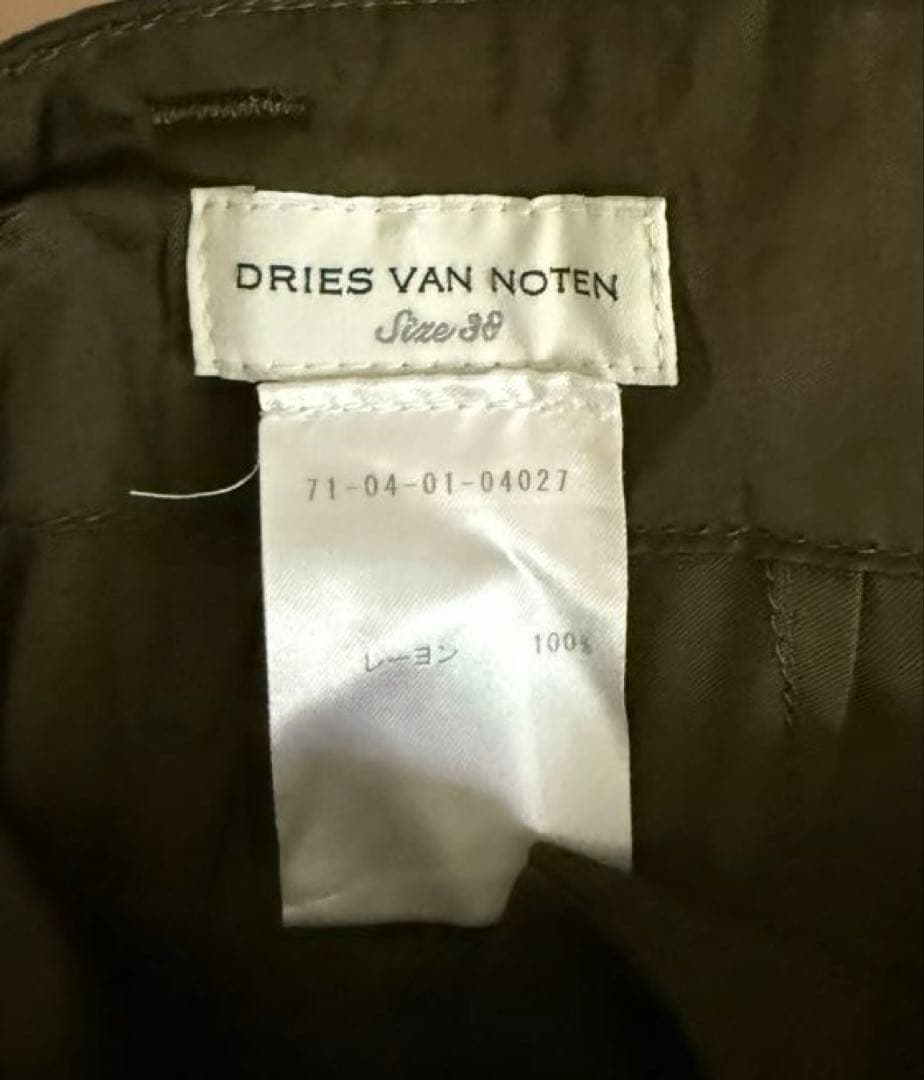 DRIES VAN NOTEN
Size 38
71-04-01-04027
レーヨン 100%